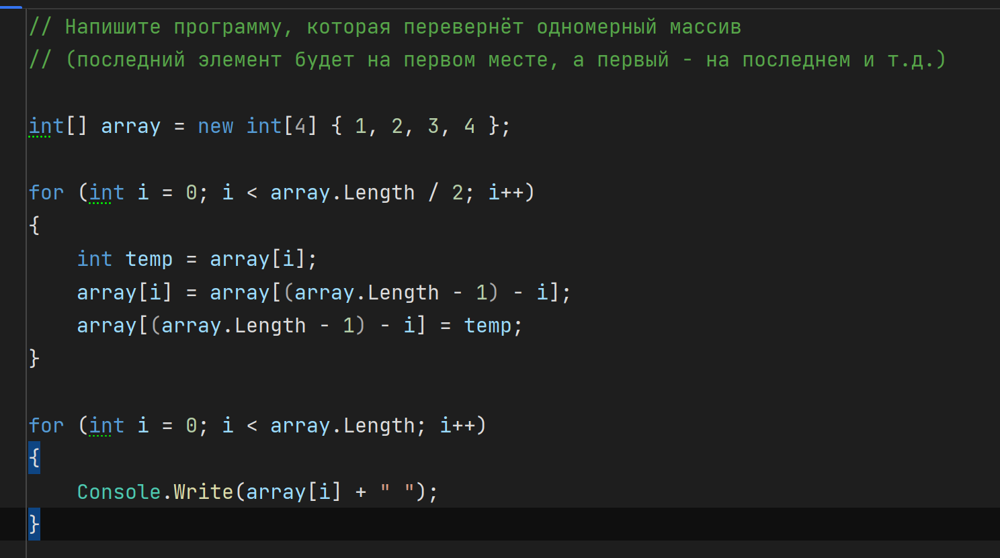 // Напишите программу, которая перевернёт одномерный массив
// (последний элемент будет на первом месте, а первый - на последнем и т.д.)
int[] array = new int[4] { 1, 2, 3, 4 };
for (int i = 0; i < array.Length / 2; i++)
{
    int temp = array[i];
    array[i] = array[(array.Length - 1) - i];
    array[(array.Length - 1) - i] = temp;
}
for (int i = 0; i < array.Length; i++)
{
    Console.Write(array[i] + " ");
}